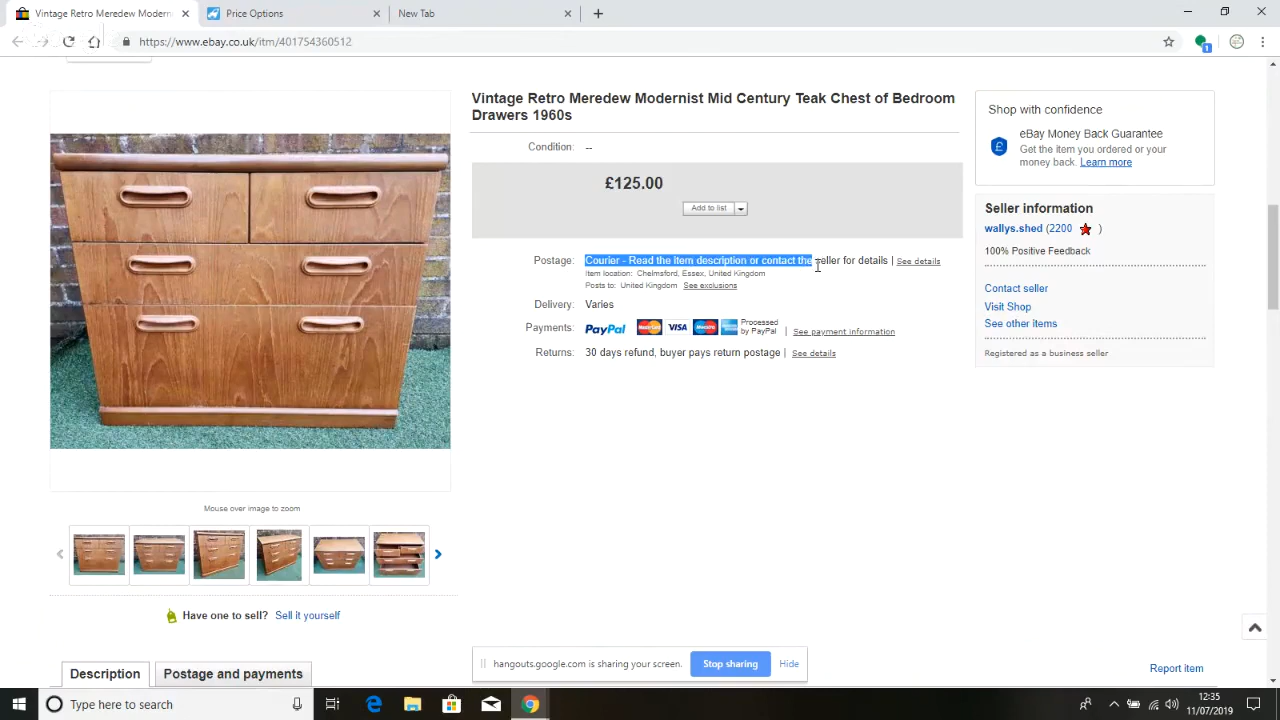 Vintage Retro Meredew Modern
Price Options
New Tab
https://www.ebay.co.uk/itm/401754360512
1
Vintage Retro Meredew Modernist Mid Century Teak Chest of Bedroom
Drawers 1960s
Condition: --
£125.00
Add to list
Postage: Courier - Read the item description or contact the seller for details | See details
Item location: Chelmsford, Essex, United Kingdom
Posts to: United Kingdom See exclusions
Delivery: Varies
Payments: PayPal MasterCard VISA Maestro Processed
by PayPal | See payment information
Returns: 30 days refund, buyer pays return postage | See details
Shop with confidence
£
eBay Money Back Guarantee
Get the item you ordered or your
money back. Learn more
Seller information
wallys.shed (2200 )
100% Positive Feedback
Contact seller
Visit Shop
See other items
Registered as a business seller
Mouse over image to zoom
Have one to sell? Sell it yourself
Description
Postage and payments
hangouts.google.com is sharing your screen. Stop sharing Hide
Report item
Type here to search
12:35
11/07/2019